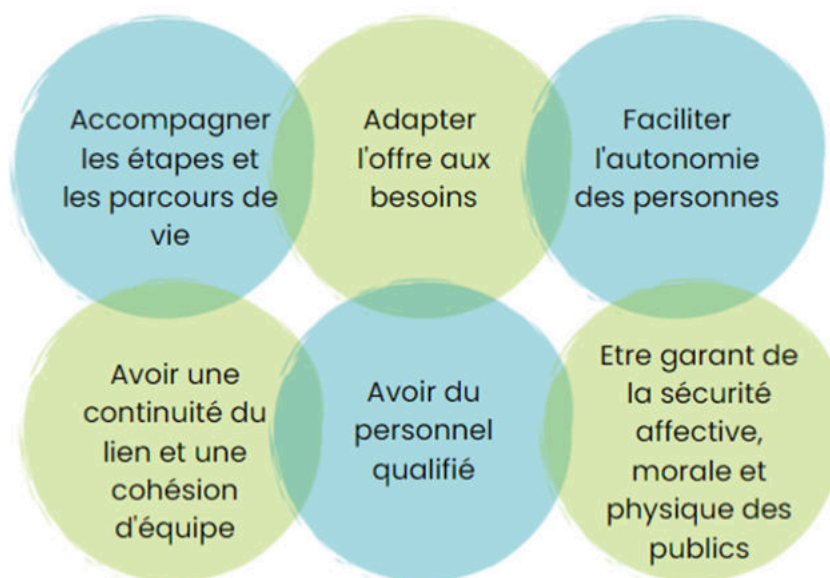 Accompagner
les étapes et
les parcours de
vie
Adapter
l'offre aux
besoins
Faciliter
l'autonomie
des personnes
Avoir une
continuité du
lien et une
cohésion
d'équipe
Avoir du
personnel
qualifié
Etre garant de
la sécurité
affective,
morale et
physique des
publics